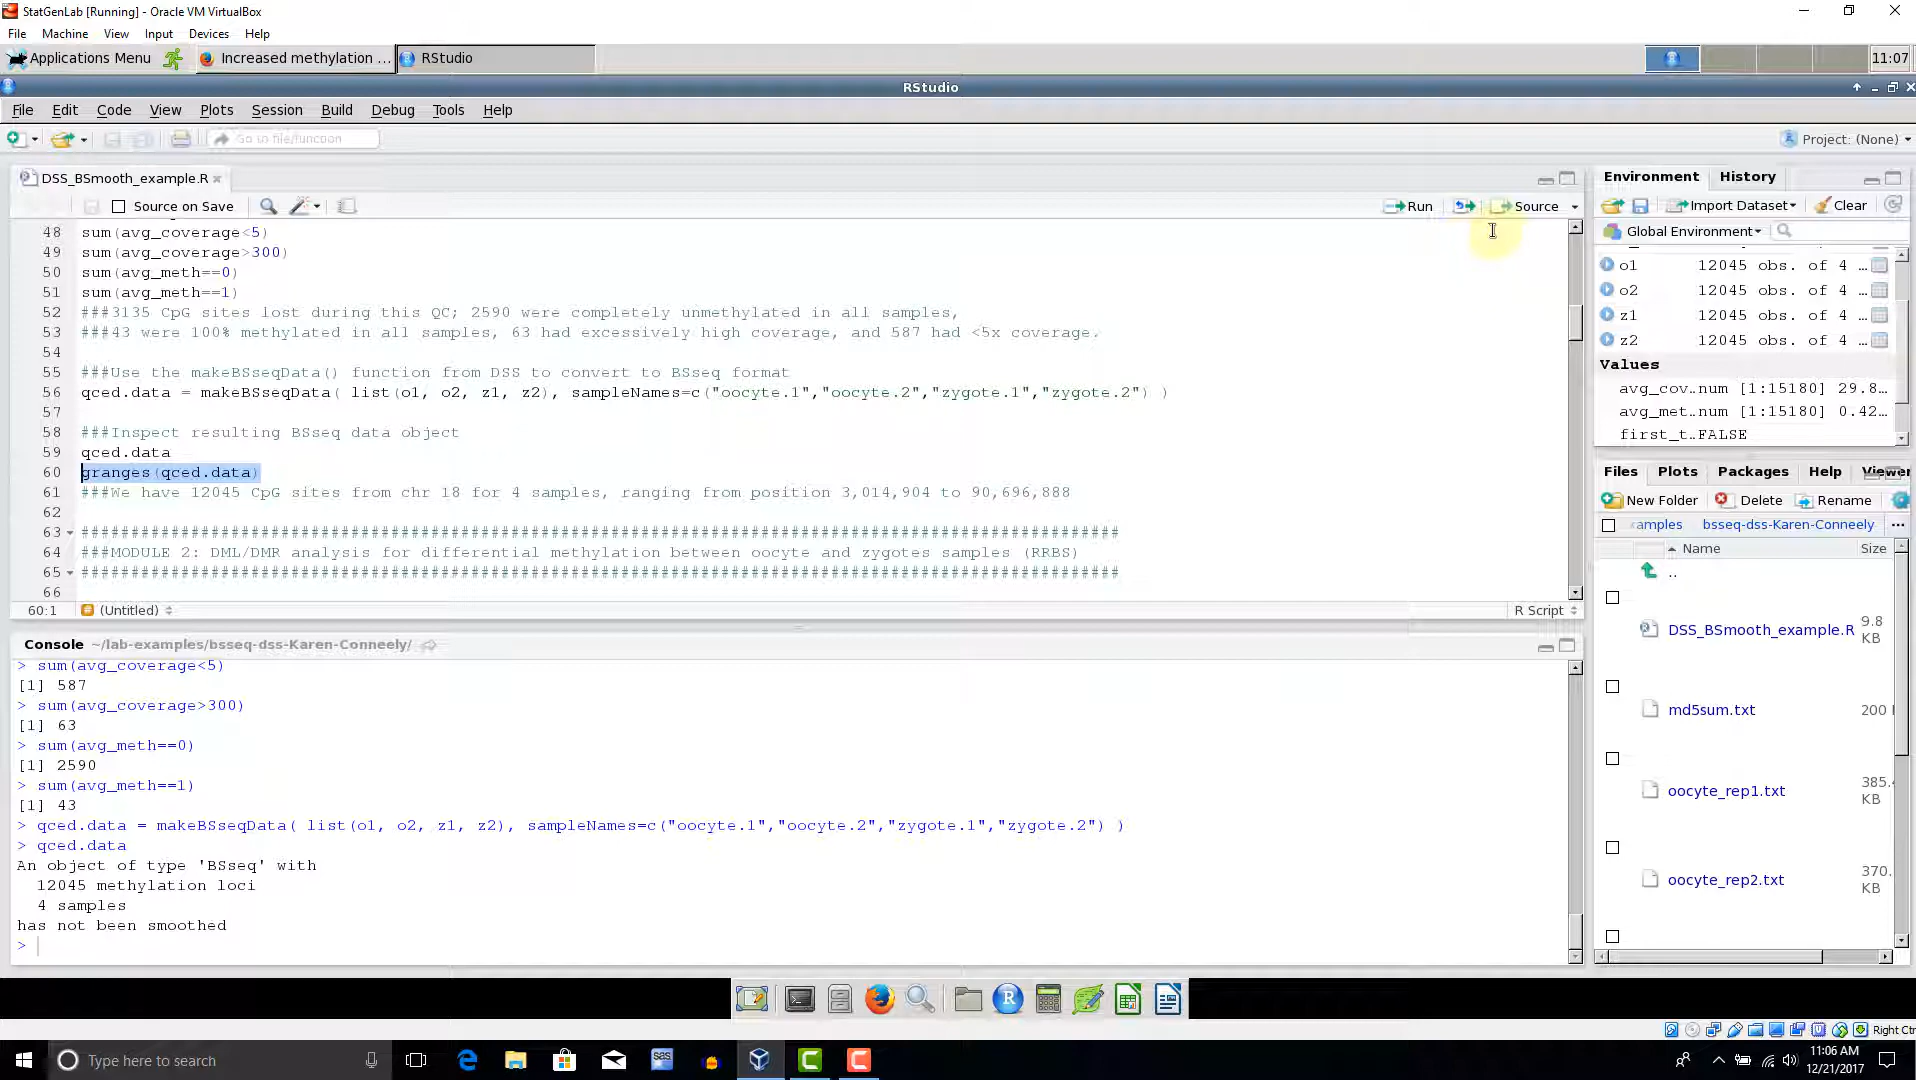 StatGenLab [Running] - Oracle VM VirtualBox
File Machine View Input Devices Help
Applications Menu Increased methylation ... RStudio 11:07
RStudio
File Edit Code View Plots Session Build Debug Tools Help
Go to file/function Project: (None)
DSS_BSmooth_example.R
Source on Save Run Source
48 sum(avg_coverage<5)
49 sum(avg_coverage>300)
50 sum(avg_meth==0)
51 sum(avg_meth==1)
52 ###3135 CpG sites lost during this QC; 2590 were completely unmethylated in all samples,
53 ###43 were 100% methylated in all samples, 63 had excessively high coverage, and 587 had <5x coverage.
54
55 ###Use the makeBSseqData() function from DSS to convert to BSseq format
56 qced.data = makeBSseqData( list(o1, o2, z1, z2), sampleNames=c("oocyte.1","oocyte.2","zygote.1","zygote.2") )
57
58 ###Inspect resulting BSseq data object
59 qced.data
60 granges(qced.data)
61 ###We have 12045 CpG sites from chr 18 for 4 samples, ranging from position 3,014,904 to 90,696,888
62
63 ########################################################################################################
64 ###MODULE 2: DML/DMR analysis for differential methylation between oocyte and zygotes samples (RRBS)
65 ########################################################################################################
66
60:1 # (Untitled) R Script
Console ~/lab-examples/bsseq-dss-Karen-Conneely/
> sum(avg_coverage<5)
[1] 587
> sum(avg_coverage>300)
[1] 63
> sum(avg_meth==0)
[1] 2590
> sum(avg_meth==1)
[1] 43
> qced.data = makeBSseqData( list(o1, o2, z1, z2), sampleNames=c("oocyte.1","oocyte.2","zygote.1","zygote.2") )
> qced.data
An object of type 'BSseq' with
12045 methylation loci
4 samples
has not been smoothed
>
Environment History
Import Dataset Clear
Global Environment
o1 12045 obs. of 4 ...
o2 12045 obs. of 4 ...
z1 12045 obs. of 4 ...
z2 12045 obs. of 4 ...
Values
avg_cov...num [1:15180] 29.8...
avg_met...num [1:15180] 0.42...
first_t...FALSE
Files Plots Packages Help Viewer
New Folder Delete Rename
amples bsseq-dss-Karen-Conneely ...
Name Size
..
DSS_BSmooth_example.R 9.8 KB
md5sum.txt 200
oocyte_rep1.txt 385. KB
oocyte_rep2.txt 370. KB
Right Ctr
Type here to search
sas
11:06 AM
12/21/2017